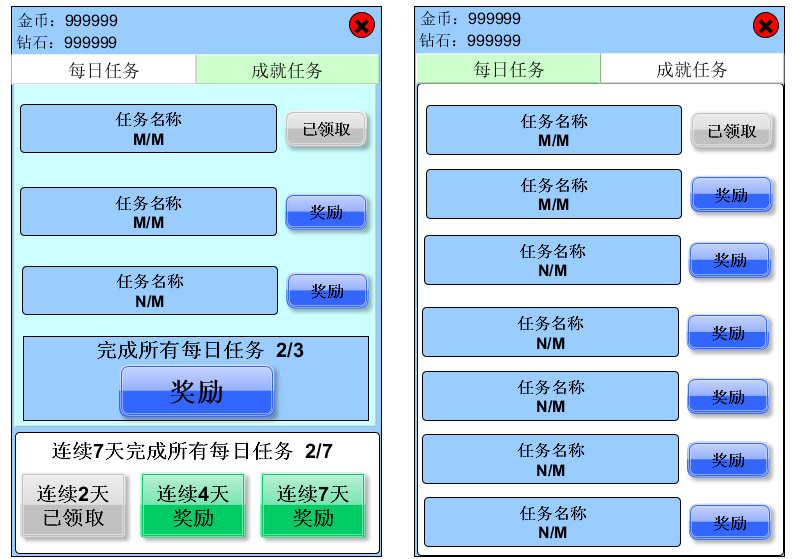 金币：999999
钻石：999999
每日任务 成就任务
任务名称
M/M
已领取
任务名称
M/M
奖励
任务名称
N/M
奖励
完成所有每日任务 2/3
奖励
连续7天完成所有每日任务 2/7
连续2天
已领取
连续4天
奖励
连续7天
奖励
金币：999999
钻石：999999
每日任务 成就任务
任务名称
M/M
已领取
任务名称
M/M
奖励
任务名称
N/M
奖励
任务名称
N/M
奖励
任务名称
N/M
奖励
任务名称
N/M
奖励
任务名称
N/M
奖励